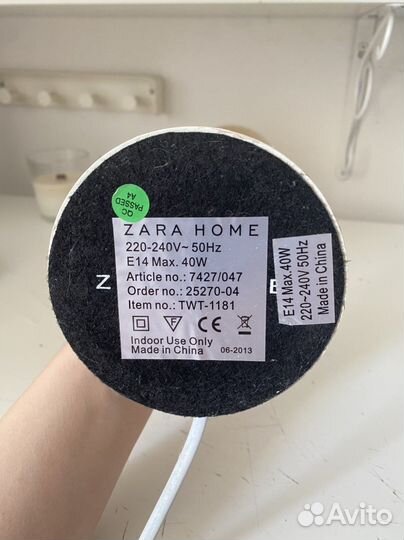 QC
PASSED
A4
ZARA HOME
220-240V~ 50Hz
E14 Max. 40W
Article no.: 7427/047
Order no.: 25270-04
Item no.: TWT-1181
CE
Indoor Use Only
Made in China 06-2013
Z
E
E14 Max.40W
220~240V 50Hz
Made in China
Avito